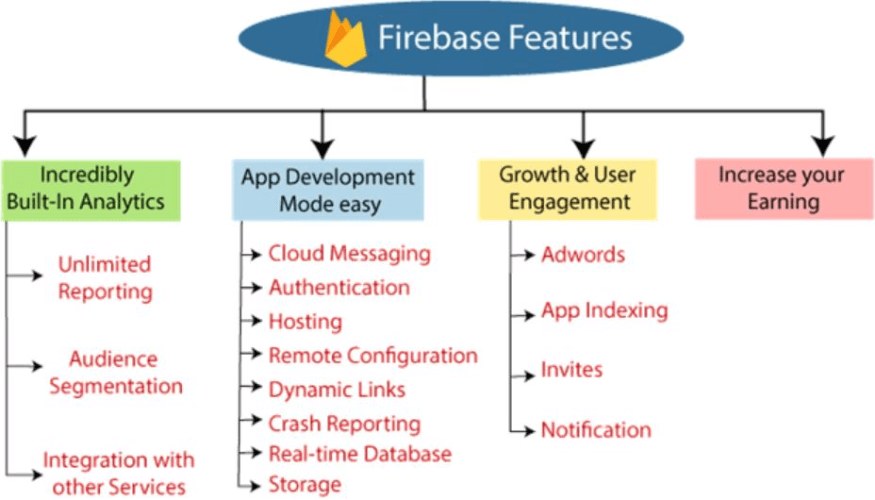 Firebase Features
Incredibly
Built-In Analytics
Unlimited
Reporting
Audience
Segmentation
Integration with
other Services
App Development
Mode easy
Cloud Messaging
Authentication
Hosting
Remote Configuration
Dynamic Links
Crash Reporting
Real-time Database
Storage
Growth & User
Engagement
Adwords
App Indexing
Invites
Notification
Increase your
Earning